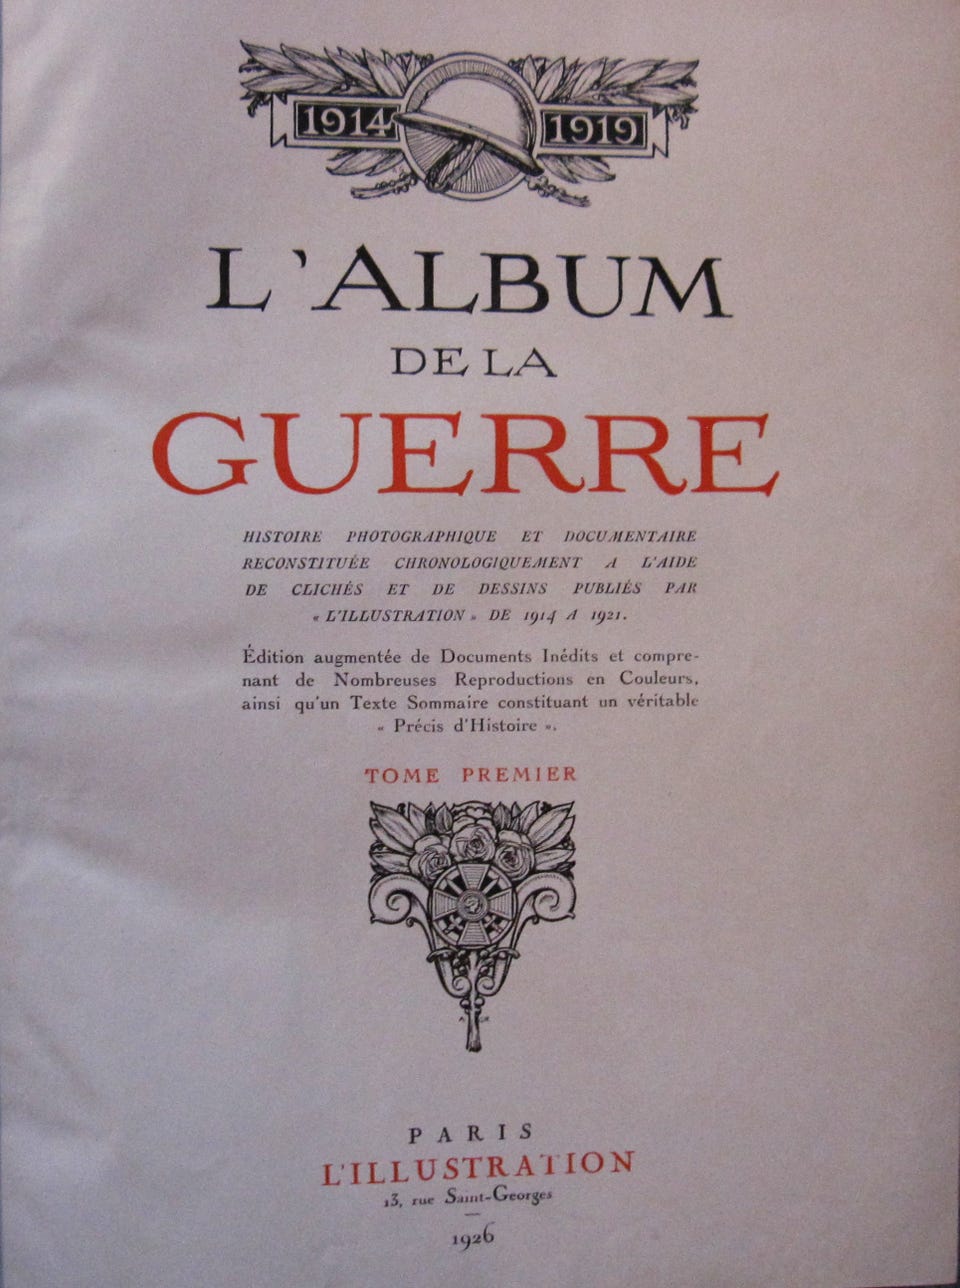 1914 1919
L'ALBUM
DE LA
GUERRE
HISTOIRE PHOTOGRAPHIQUE ET DOCUMENTAIRE
RECONSTITUÉE CHRONOLOGIQUEMENT A L'AIDE
DE CLICHÉS ET DE DESSINS PUBLIÉS PAR
« L'ILLUSTRATION » DE 1914 A 1921.
Édition augmentée de Documents Inédits et compre-
nant de Nombreuses Reproductions en Couleurs,
ainsi qu'un Texte Sommaire constituant un véritable
« Précis d'Histoire ».
TOME PREMIER
PARIS
L'ILLUSTRATION
13, rue Saint-Georges
1926